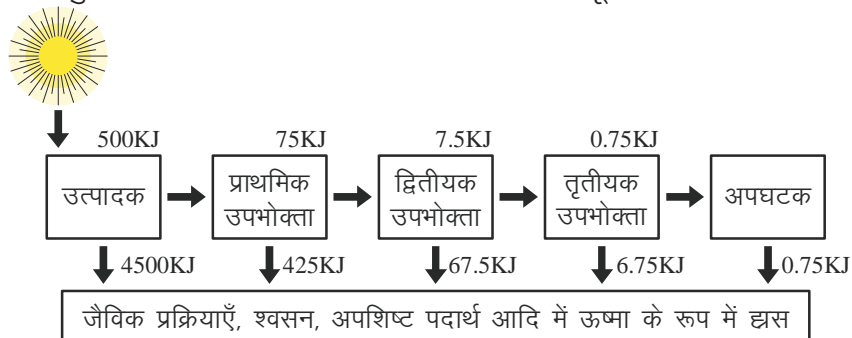 500KJ 75KJ 7.5KJ 0.75KJ
उत्पादक
प्राथमिक
उपभोक्ता
द्वितीयक
उपभोक्ता
तृतीयक
उपभोक्ता
अपघटक
4500KJ 425KJ 67.5KJ 6.75KJ 0.75KJ
जैविक प्रक्रियाएँ, श्वसन, अपशिष्ट पदार्थ आदि में ऊष्मा के रूप में ह्रास